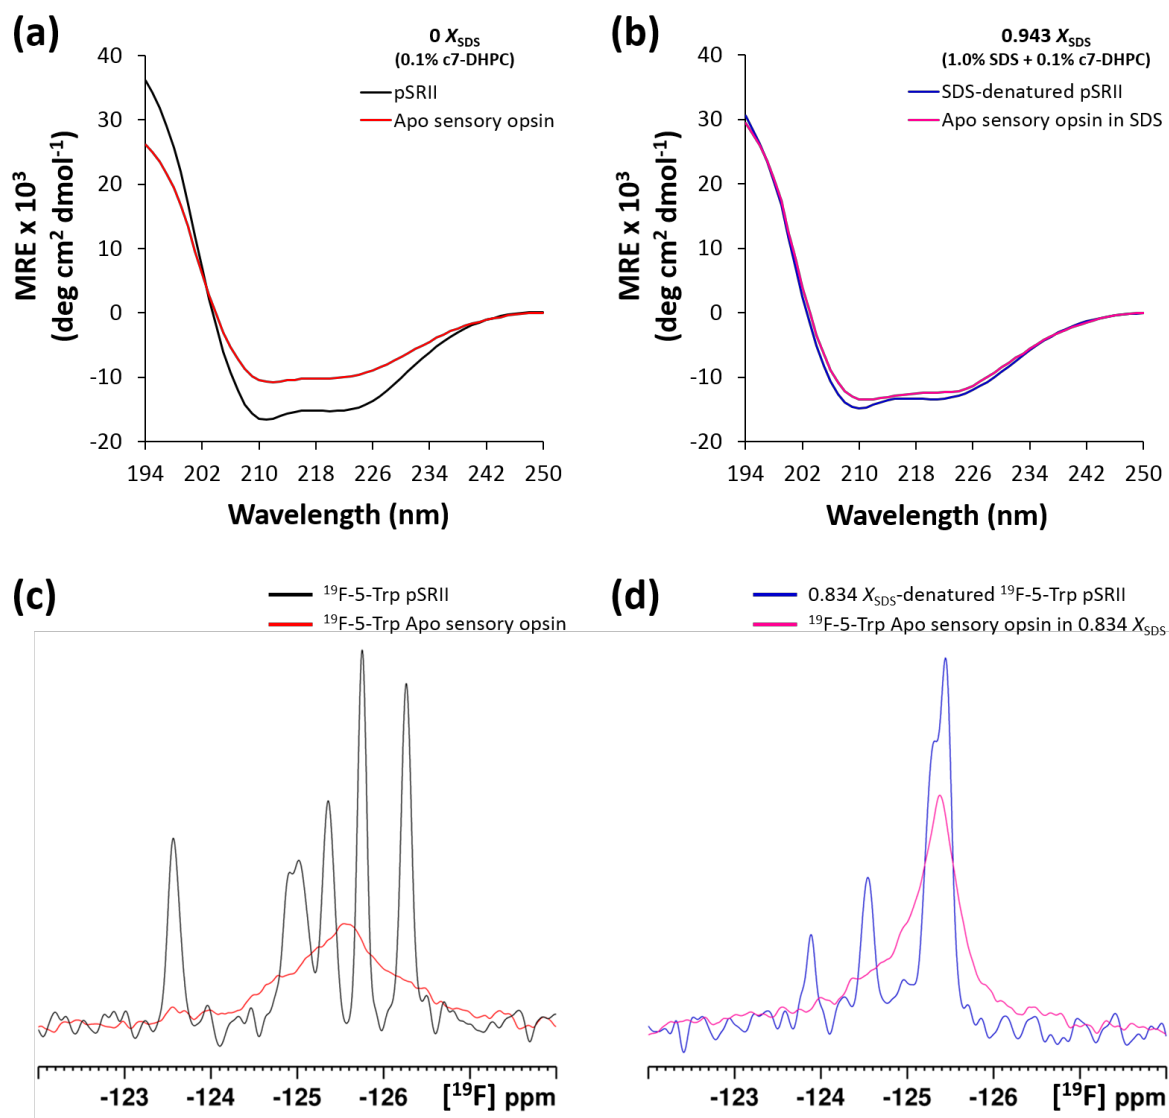 (a)
0 X_SDS
(0.1% c7-DHPC)
pSRII
Apo sensory opsin
MRE x 10³
(deg cm² dmol⁻¹)
40
30
20
10
0
-10
-20
194 202 210 218 226 234 242 250
Wavelength (nm)
(b)
0.943 X_SDS
(1.0% SDS + 0.1% c7-DHPC)
SDS-denatured pSRII
Apo sensory opsin in SDS
MRE x 10³
(deg cm² dmol⁻¹)
40
30
20
10
0
-10
-20
194 202 210 218 226 234 242 250
Wavelength (nm)
(c)
¹⁹F-5-Trp pSRII
¹⁹F-5-Trp Apo sensory opsin
-123 -124 -125 -126 [¹⁹F] ppm
(d)
0.834 X_SDS-denatured ¹⁹F-5-Trp pSRII
¹⁹F-5-Trp Apo sensory opsin in 0.834 X_SDS
-123 -124 -125 -126 [¹⁹F] ppm